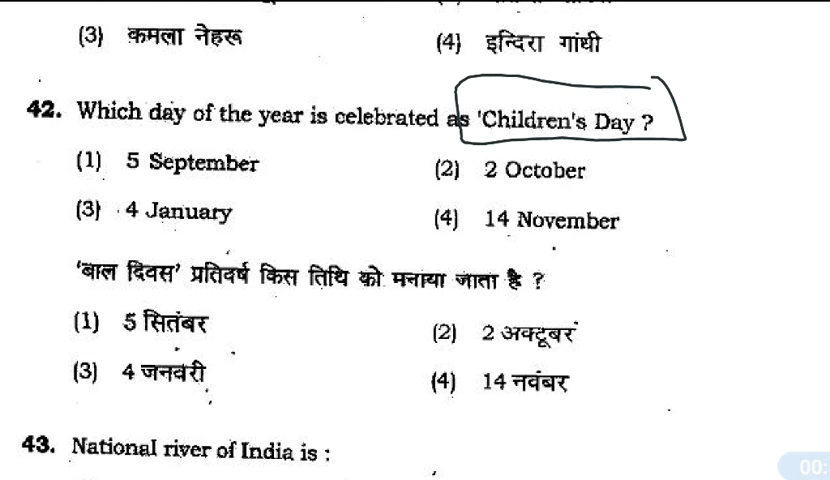 (3) कमला नेहरू (4) इन्दिरा गांधी
42. Which day of the year is celebrated as 'Children's Day ?
(1) 5 September (2) 2 October
(3) 4 January (4) 14 November
'बाल दिवस' प्रतिवर्ष किस तिथि को मनाया जाता है ?
(1) 5 सितंबर (2) 2 अक्टूबर
(3) 4 जनवरी (4) 14 नवंबर
43. National river of India is :
00: